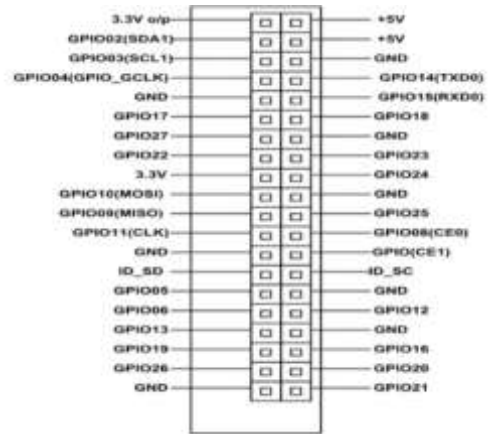 3.3V o/p +5V
GPIO02(SDA1) +5V
GPIO03(SCL1) GND
GPIO04(GPIO_GCLK) GPIO14(TXD0)
GND GPIO15(RXD0)
GPIO17 GPIO18
GPIO27 GND
GPIO22 GPIO23
3.3V GPIO24
GPIO10(MOSI) GND
GPIO09(MISO) GPIO25
GPIO11(CLK) GPIO08(CE0)
GND GPIO(CE1)
ID_SD ID_SC
GPIO05 GND
GPIO06 GPIO12
GPIO13 GND
GPIO19 GPIO16
GPIO26 GPIO20
GND GPIO21